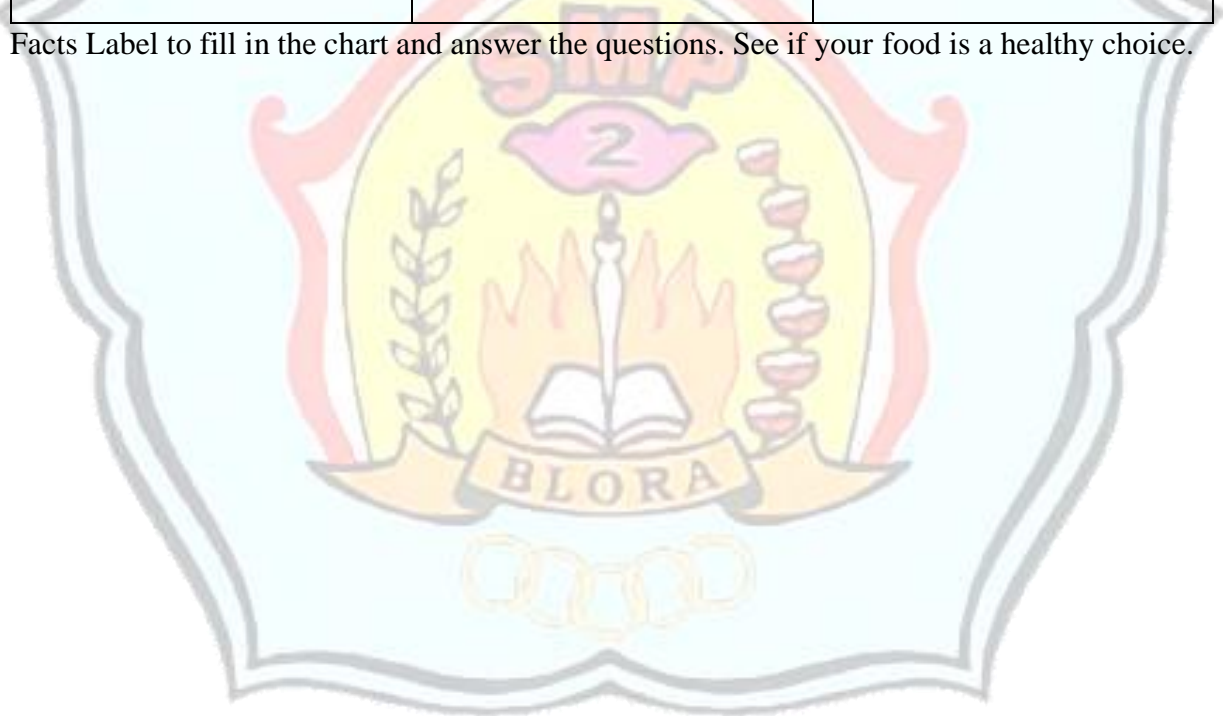 Facts Label to fill in the chart and answer the questions. See if your food is a healthy choice.
SMP
2
BLORA